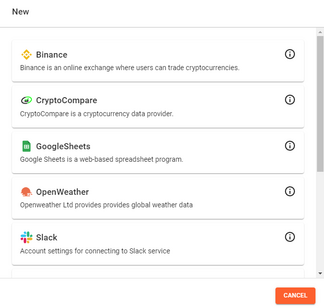 New
Binance
Binance is an online exchange where users can trade cryptocurrencies.
CryptoCompare
CryptoCompare is a cryptocurrency data provider.
GoogleSheets
Google Sheets is a web-based spreadsheet program.
OpenWeather
Openweather Ltd provides provides global weather data
Slack
Account settings for connecting to Slack service
CANCEL